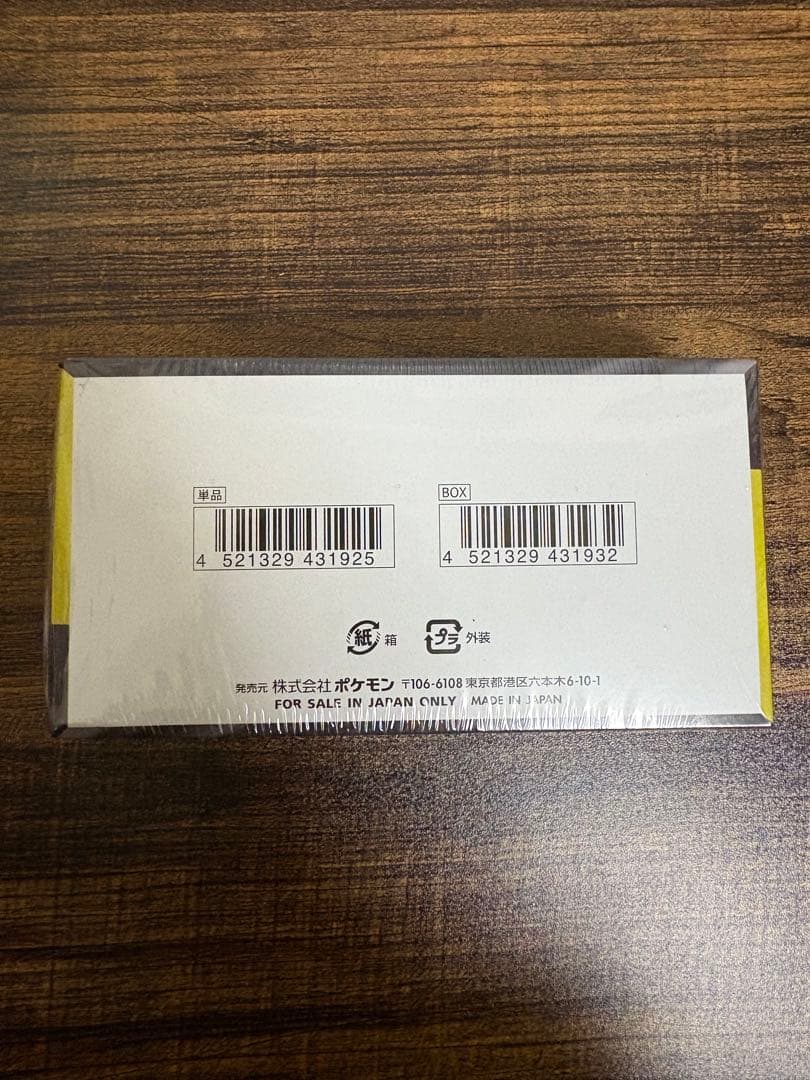 単品
4 521329 431925
BOX
4 521329 431932
紙 箱
プラ 外装
発売元 株式会社 ポケモン 〒106-6108 東京都港区六本木6-10-1
FOR SALE IN JAPAN ONLY / MADE IN JAPAN